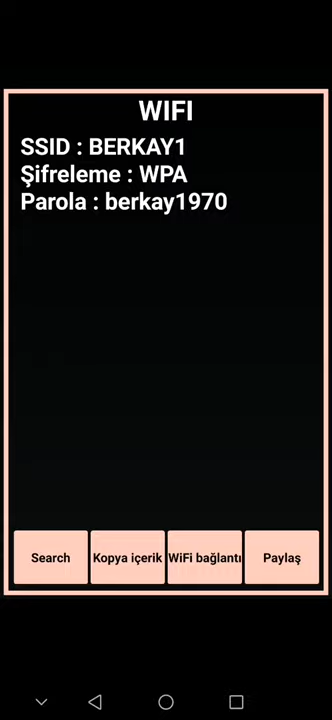 WIFI
SSID : BERKAY1
Şifreleme : WPA
Parola : berkay1970
Search
Kopya içerik
WiFi bağlantı
Paylaş